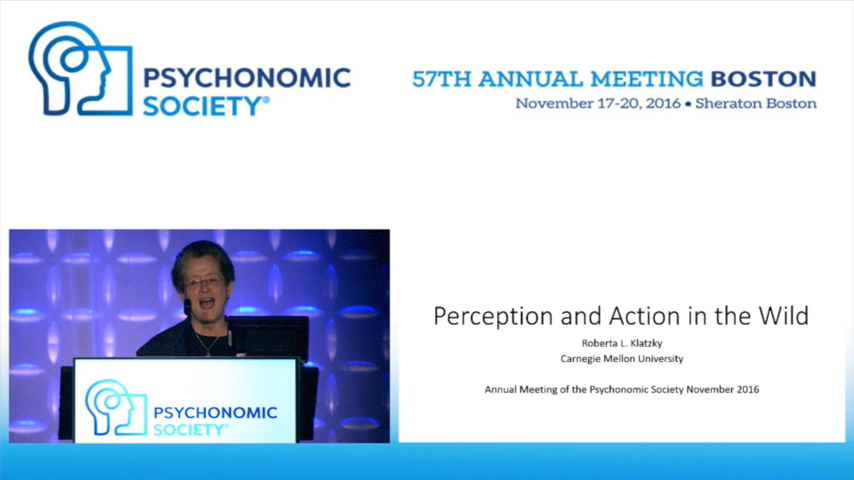 PSYCHONOMIC
SOCIETY®
57TH ANNUAL MEETING BOSTON
November 17-20, 2016 • Sheraton Boston
Perception and Action in the Wild
Roberta L. Klatzky
Carnegie Mellon University
Annual Meeting of the Psychonomic Society November 2016
PSYCHONOMIC
SOCIETY®